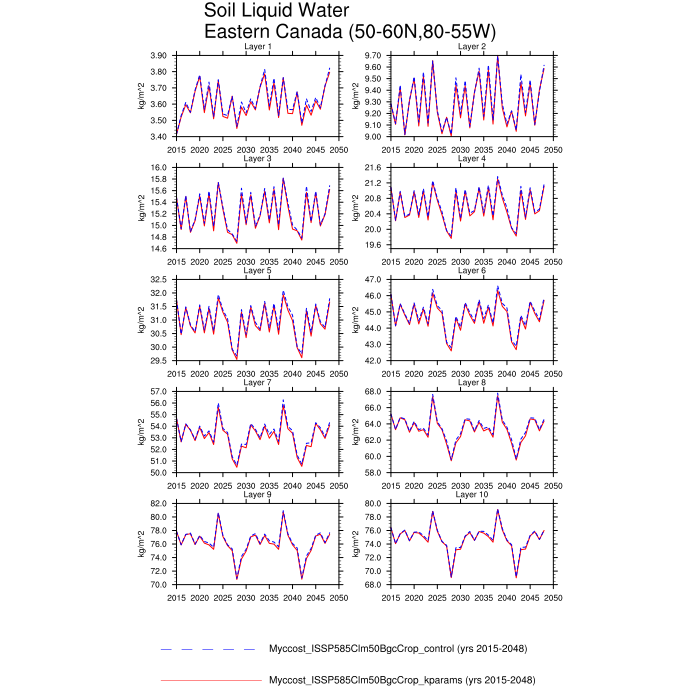 Soil Liquid Water
Eastern Canada (50-60N,80-55W)
Layer 1
3.90
3.80
3.70
3.60
3.50
3.40
kg/m^2
2015 2020 2025 2030 2035 2040 2045 2050
Layer 2
9.70
9.60
9.50
9.40
9.30
9.20
9.10
9.00
kg/m^2
2015 2020 2025 2030 2035 2040 2045 2050
Layer 3
16.0
15.8
15.6
15.4
15.2
15.0
14.8
14.6
kg/m^2
2015 2020 2025 2030 2035 2040 2045 2050
Layer 4
21.6
21.2
20.8
20.4
20.0
19.6
kg/m^2
2015 2020 2025 2030 2035 2040 2045 2050
Layer 5
32.5
32.0
31.5
31.0
30.5
30.0
29.5
kg/m^2
2015 2020 2025 2030 2035 2040 2045 2050
Layer 6
47.0
46.0
45.0
44.0
43.0
42.0
kg/m^2
2015 2020 2025 2030 2035 2040 2045 2050
Layer 7
57.0
56.0
55.0
54.0
53.0
52.0
51.0
50.0
kg/m^2
2015 2020 2025 2030 2035 2040 2045 2050
Layer 8
68.0
66.0
64.0
62.0
60.0
58.0
kg/m^2
2015 2020 2025 2030 2035 2040 2045 2050
Layer 9
82.0
80.0
78.0
76.0
74.0
72.0
70.0
kg/m^2
2015 2020 2025 2030 2035 2040 2045 2050
Layer 10
80.0
78.0
76.0
74.0
72.0
70.0
68.0
kg/m^2
2015 2020 2025 2030 2035 2040 2045 2050
Myccost_ISSP585Clm50BgcCrop_control (yrs 2015-2048)
Myccost_ISSP585Clm50BgcCrop_kparams (yrs 2015-2048)